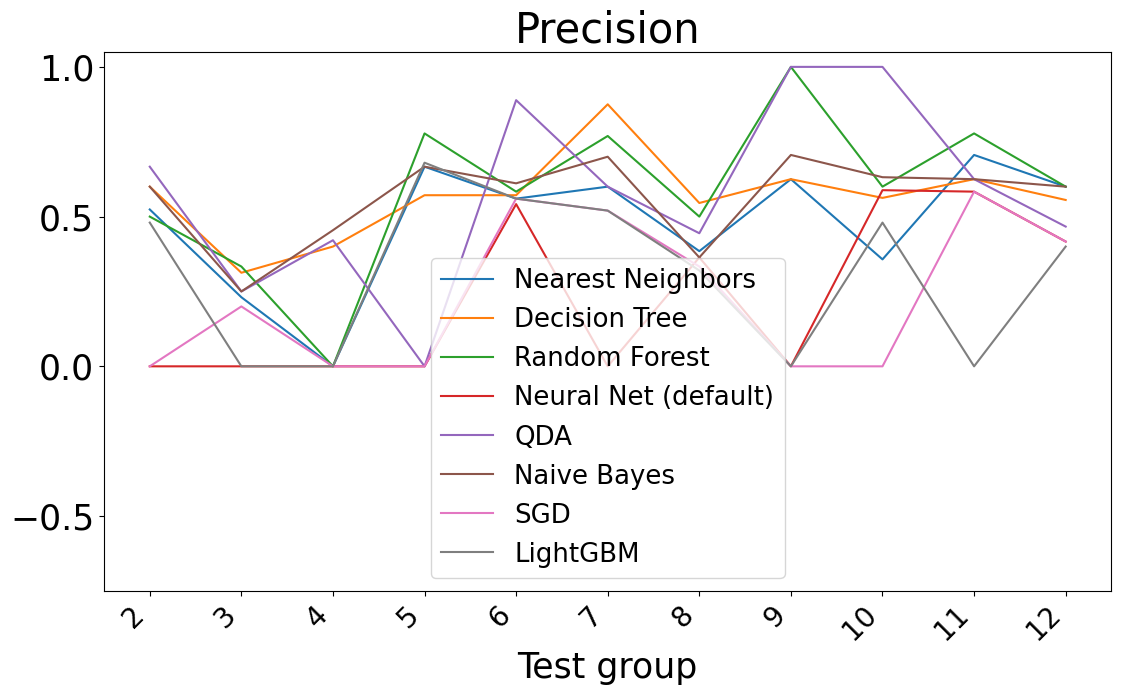 Precision
1.0
0.5
0.0
−0.5
Nearest Neighbors
Decision Tree
Random Forest
Neural Net (default)
QDA
Naive Bayes
SGD
LightGBM
2 3 4 5 6 7 8 9 10 11 12
Test group